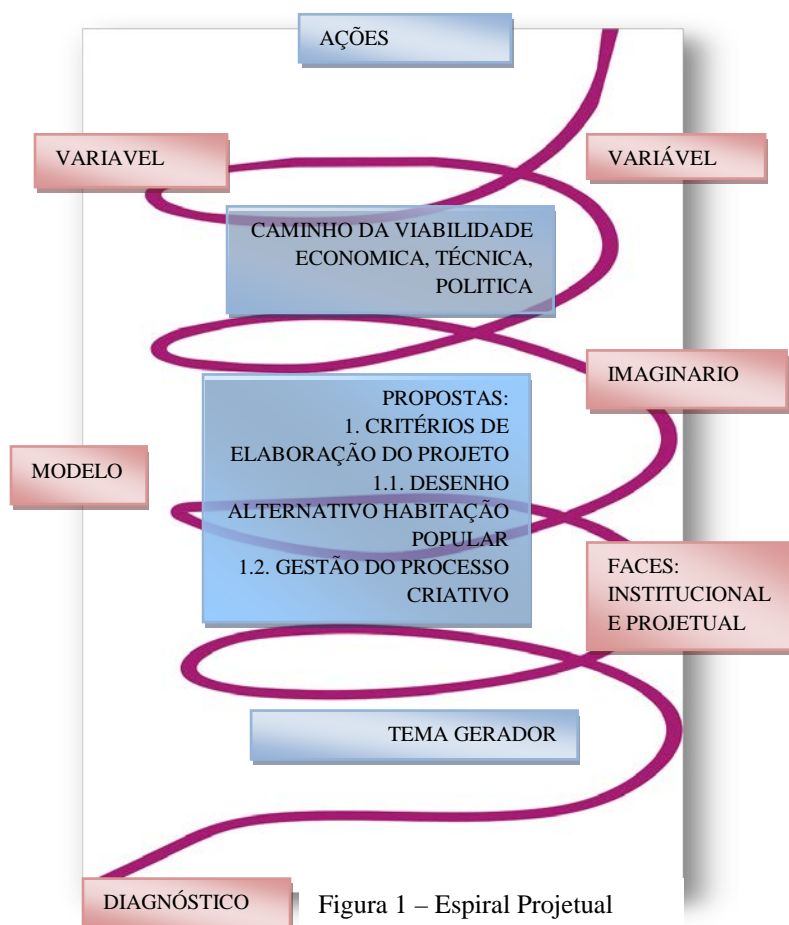 AÇÕES
VARIAVEL
VARIÁVEL
CAMINHO DA VIABILIDADE
ECONOMICA, TÉCNICA,
POLITICA
IMAGINARIO
PROPOSTAS:
1. CRITÉRIOS DE
ELABORAÇÃO DO PROJETO
1.1. DESENHO
ALTERNATIVO HABITAÇÃO
POPULAR
1.2. GESTÃO DO PROCESSO
CRIATIVO
MODELO
FACES:
INSTITUCIONAL
E PROJETUAL
TEMA GERADOR
DIAGNÓSTICO
Figura 1 – Espiral Projetual